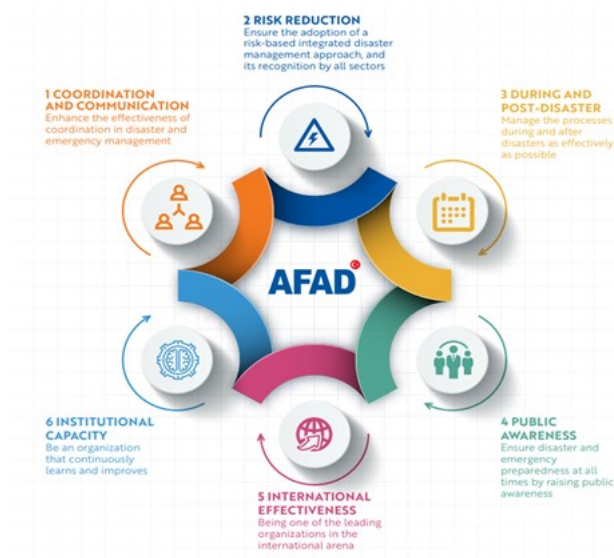 2 RISK REDUCTION
Ensure the adoption of a
risk-based integrated disaster
management approach, and
its recognition by all sectors
1 COORDINATION
AND COMMUNICATION
Enhance the effectiveness of
coordination in disaster and
emergency management
3 DURING AND
POST-DISASTER
Manage the processes
during and after
disasters as effectively
as possible
AFAD
6 INSTITUTIONAL
CAPACITY
Be an organization
that continuously
learns and improves
4 PUBLIC
AWARENESS
Ensure disaster and
emergency
preparedness at all
times by raising public
awareness
5 INTERNATIONAL
EFFECTIVENESS
Being one of the leading
organizations in the
international arena